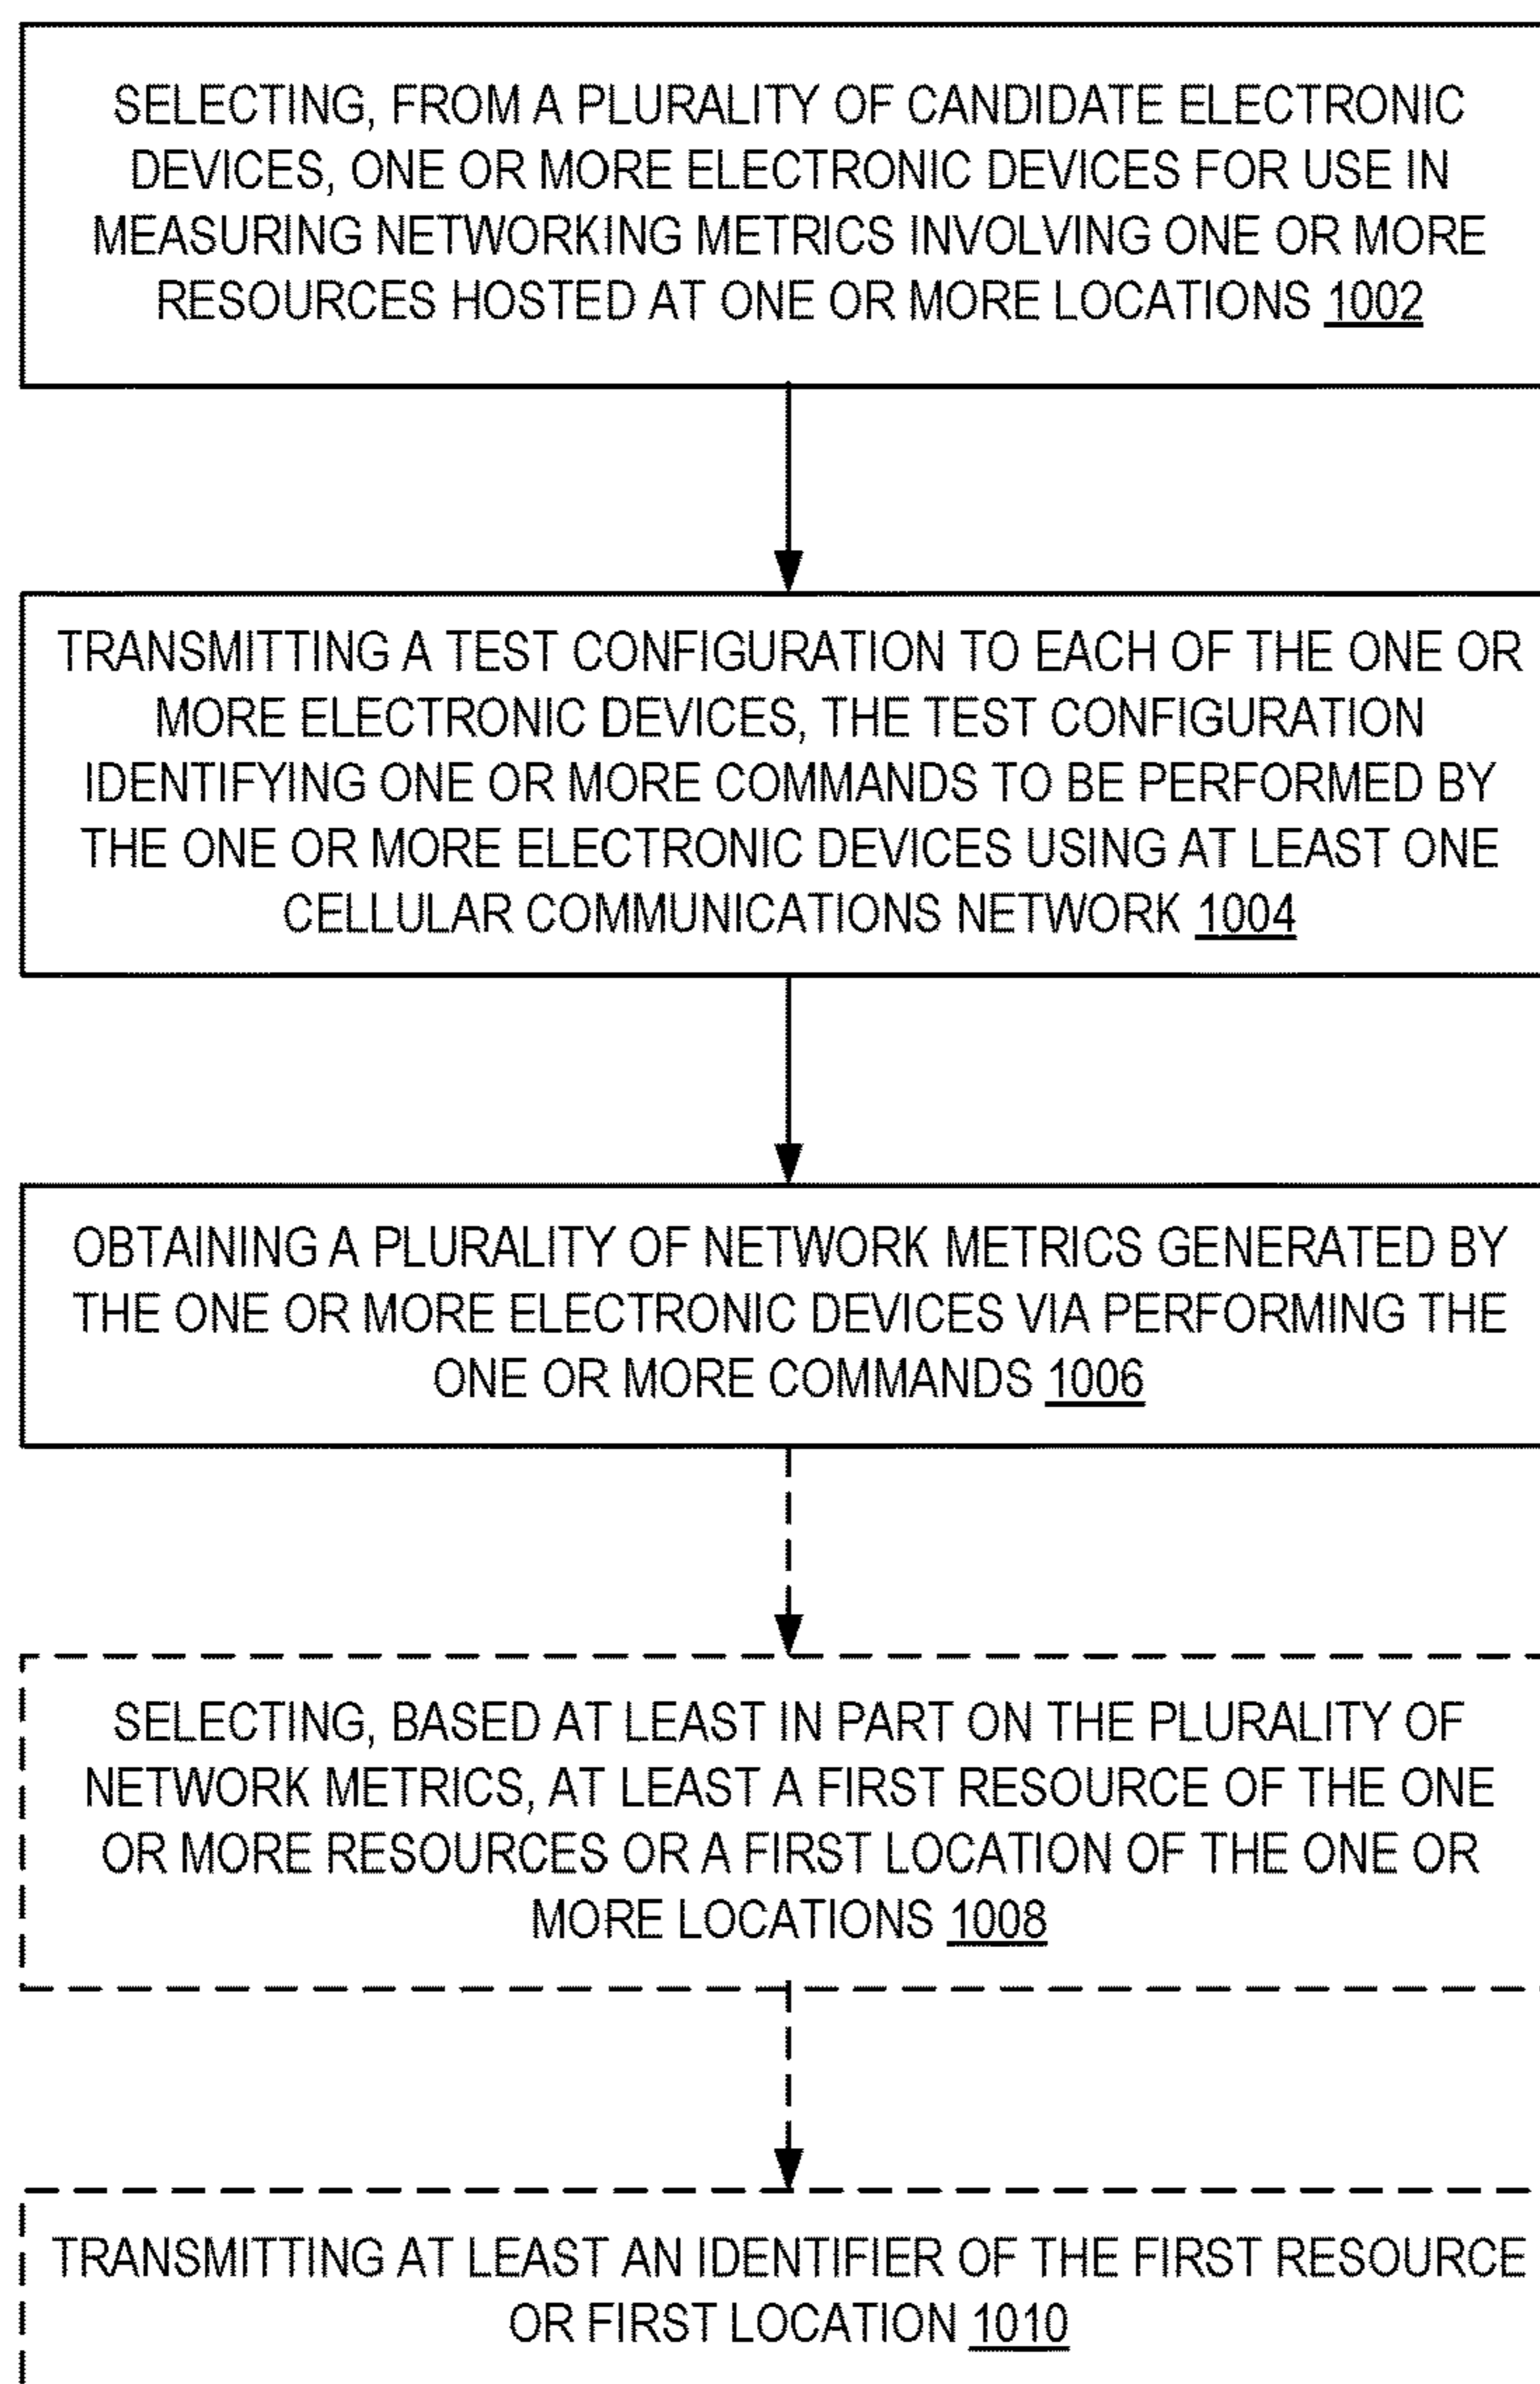 SELECTING, FROM A PLURALITY OF CANDIDATE ELECTRONIC
DEVICES, ONE OR MORE ELECTRONIC DEVICES FOR USE IN
MEASURING NETWORKING METRICS INVOLVING ONE OR MORE
RESOURCES HOSTED AT ONE OR MORE LOCATIONS 1002
TRANSMITTING A TEST CONFIGURATION TO EACH OF THE ONE OR
MORE ELECTRONIC DEVICES, THE TEST CONFIGURATION
IDENTIFYING ONE OR MORE COMMANDS TO BE PERFORMED BY
THE ONE OR MORE ELECTRONIC DEVICES USING AT LEAST ONE
CELLULAR COMMUNICATIONS NETWORK 1004
OBTAINING A PLURALITY OF NETWORK METRICS GENERATED BY
THE ONE OR MORE ELECTRONIC DEVICES VIA PERFORMING THE
ONE OR MORE COMMANDS 1006
SELECTING, BASED AT LEAST IN PART ON THE PLURALITY OF
NETWORK METRICS, AT LEAST A FIRST RESOURCE OF THE ONE
OR MORE RESOURCES OR A FIRST LOCATION OF THE ONE OR
MORE LOCATIONS 1008
TRANSMITTING AT LEAST AN IDENTIFIER OF THE FIRST RESOURCE
OR FIRST LOCATION 1010